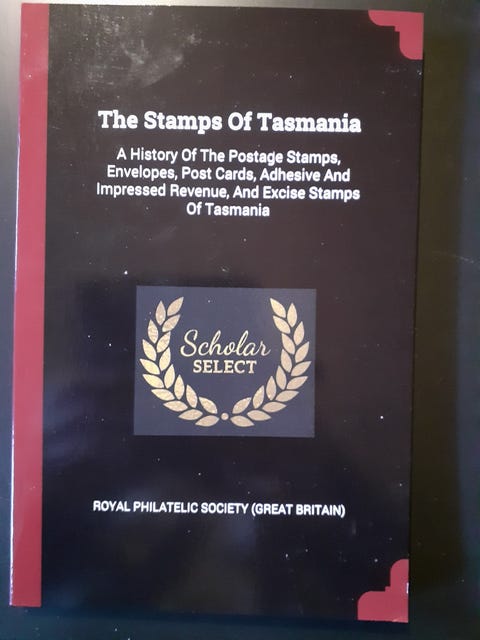 The Stamps Of Tasmania
A History Of The Postage Stamps,
Envelopes, Post Cards, Adhesive And
Impressed Revenue, And Excise Stamps
Of Tasmania
Scholar
SELECT
ROYAL PHILATELIC SOCIETY (GREAT BRITAIN)